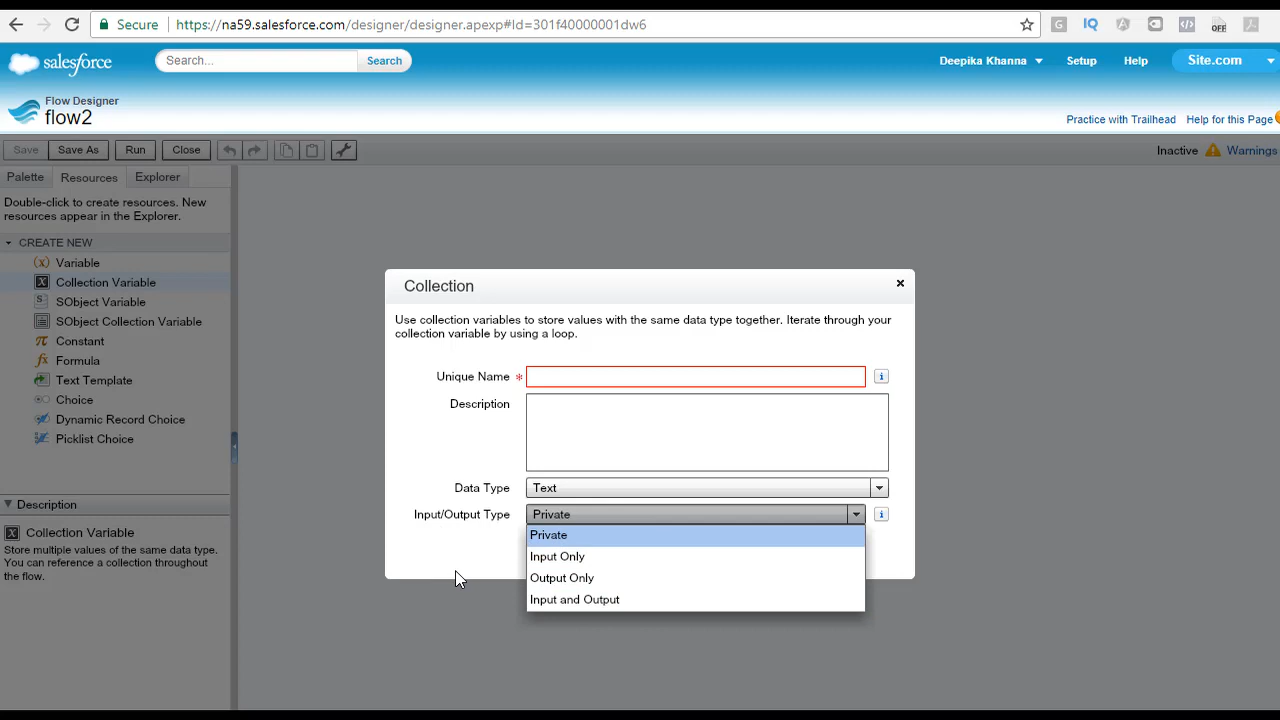 Secure https://na59.salesforce.com/designer/designer.apexp#Id=301f40000001dw6
G IQ A OFF
salesforce Search... Search Deepika Khanna Setup Help Site.com
Flow Designer
flow2
Practice with Trailhead Help for this Page
Save Save As Run Close Inactive Warnings
Palette Resources Explorer
Double-click to create resources. New
resources appear in the Explorer.
CREATE NEW
Variable
Collection Variable
SObject Variable
SObject Collection Variable
Constant
Formula
Text Template
Choice
Dynamic Record Choice
Picklist Choice
Description
Collection Variable
Store multiple values of the same data type.
You can reference a collection throughout
the flow.
Collection
Use collection variables to store values with the same data type together. Iterate through your
collection variable by using a loop.
Unique Name *
Description
Data Type Text
Input/Output Type Private
Private
Input Only
Output Only
Input and Output